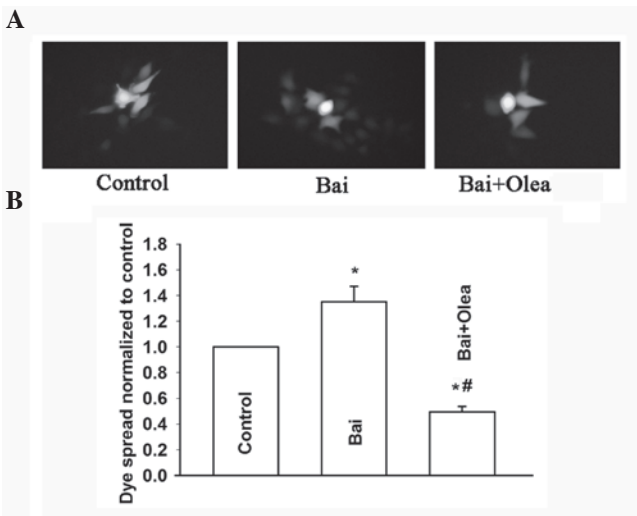 A
Control
Bai
Bai+Olea
B
Dye spread normalized to control
1.8
1.6
1.4
1.2
1.0
0.8
0.6
0.4
0.2
0.0
Control
*
Bai
Bai+Olea
*#